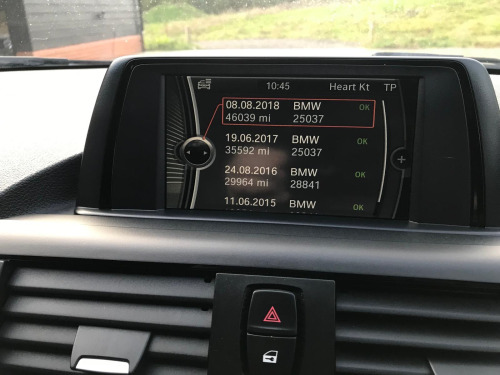 10:45 Heart Kt TP
08.08.2018 BMW OK
46039 mi 25037
19.06.2017 BMW OK
35592 mi 25037
24.08.2016 BMW OK
29964 mi 28841
11.06.2015 BMW OK